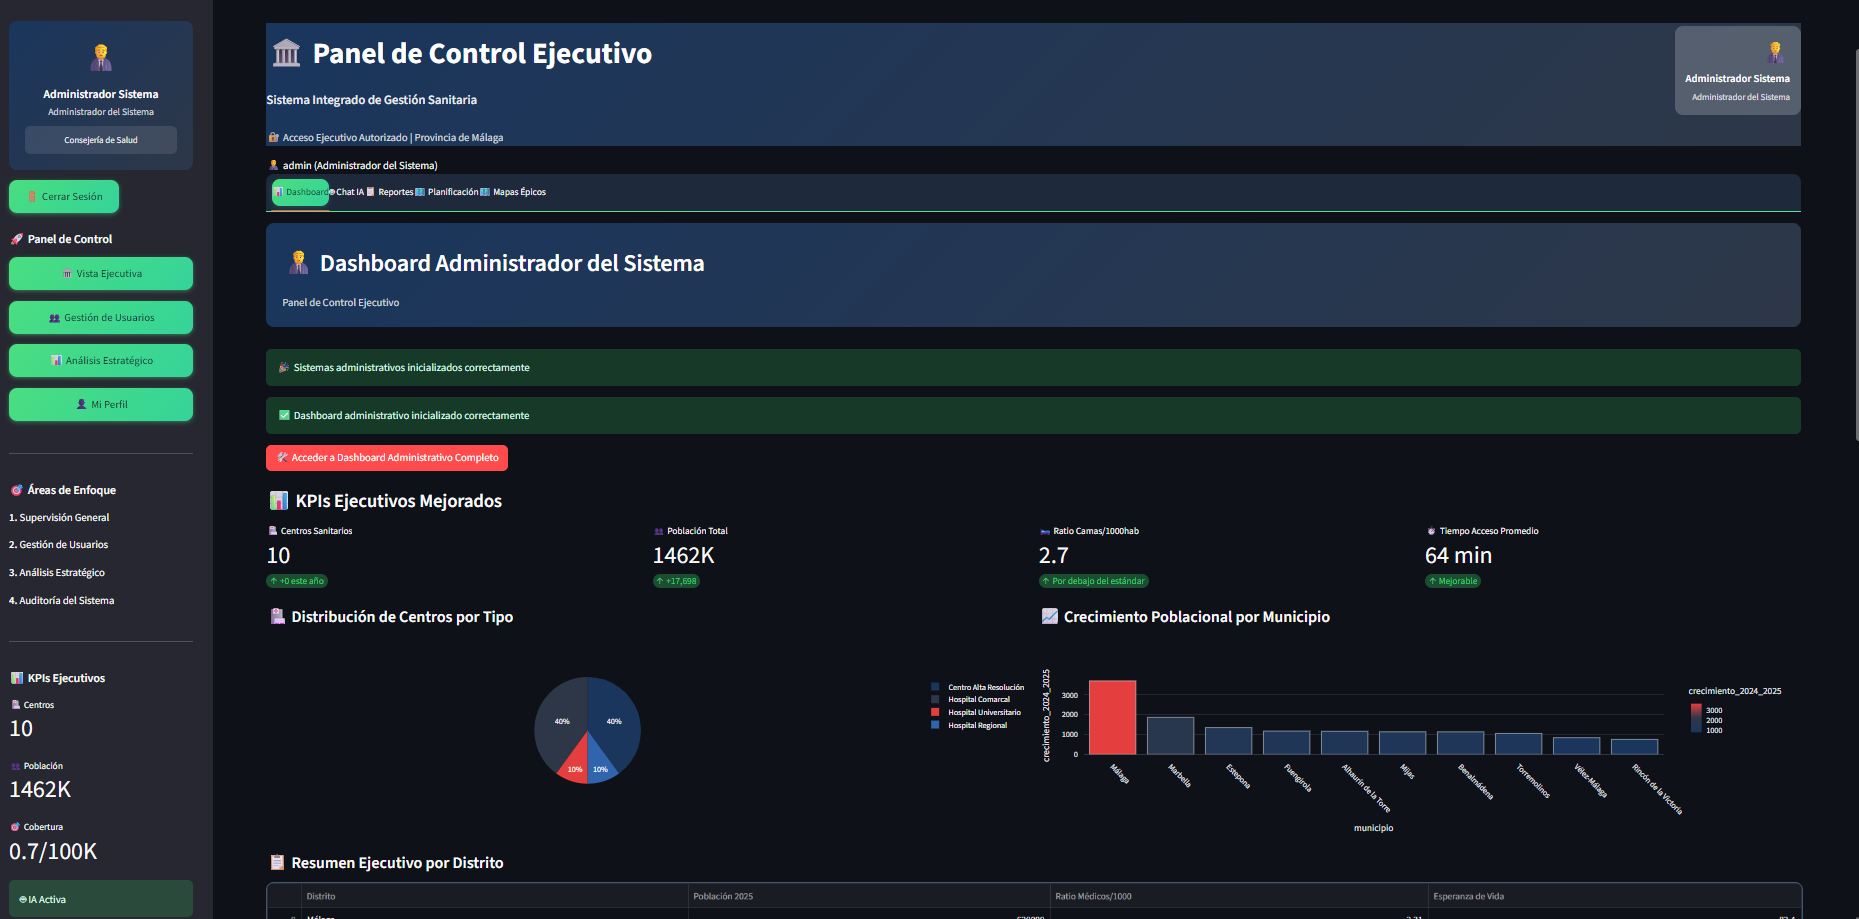 Administrador Sistema
Administrador del Sistema
Consejería de Salud
Cerrar Sesión
Panel de Control
Vista Ejecutiva
Gestión de Usuarios
Análisis Estratégico
Mi Perfil
Áreas de Enfoque
1. Supervisión General
2. Gestión de Usuarios
3. Análisis Estratégico
4. Auditoría del Sistema
KPIs Ejecutivos
Centros
10
Población
1462K
Cobertura
0.7/100K
IA Activa
Panel de Control Ejecutivo
Sistema Integrado de Gestión Sanitaria
Acceso Ejecutivo Autorizado | Provincia de Málaga
Administrador Sistema
Administrador del Sistema
admin (Administrador del Sistema)
Dashboard Chat IA Reportes Planificación Mapas Épicos
Dashboard Administrador del Sistema
Panel de Control Ejecutivo
Sistemas administrativos inicializados correctamente
Dashboard administrativo inicializado correctamente
Acceder a Dashboard Administrativo Completo
KPIs Ejecutivos Mejorados
Centros Sanitarios
10
↑ +0 este año
Población Total
1462K
↑ +17,698
Ratio Camas/1000hab
2.7
↑ Por debajo del estándar
Tiempo Acceso Promedio
64 min
↑ Mejorable
Distribución de Centros por Tipo
40%
40%
10%
10%
Centro Alta Resolución
Hospital Comarcal
Hospital Universitario
Hospital Regional
Crecimiento Poblacional por Municipio
crecimiento_2024_2025
3000
2000
1000
0
Málaga
Marbella
Estepona
Fuengirola
Alhaurín de la Torre
Mijas
Benalmádena
Torremolinos
Vélez-Málaga
Rincón de la Victoria
municipio
crecimiento_2024_2025
3000
2000
1000
Resumen Ejecutivo por Distrito
Distrito Población 2025 Ratio Médicos/1000 Esperanza de Vida
Málaga